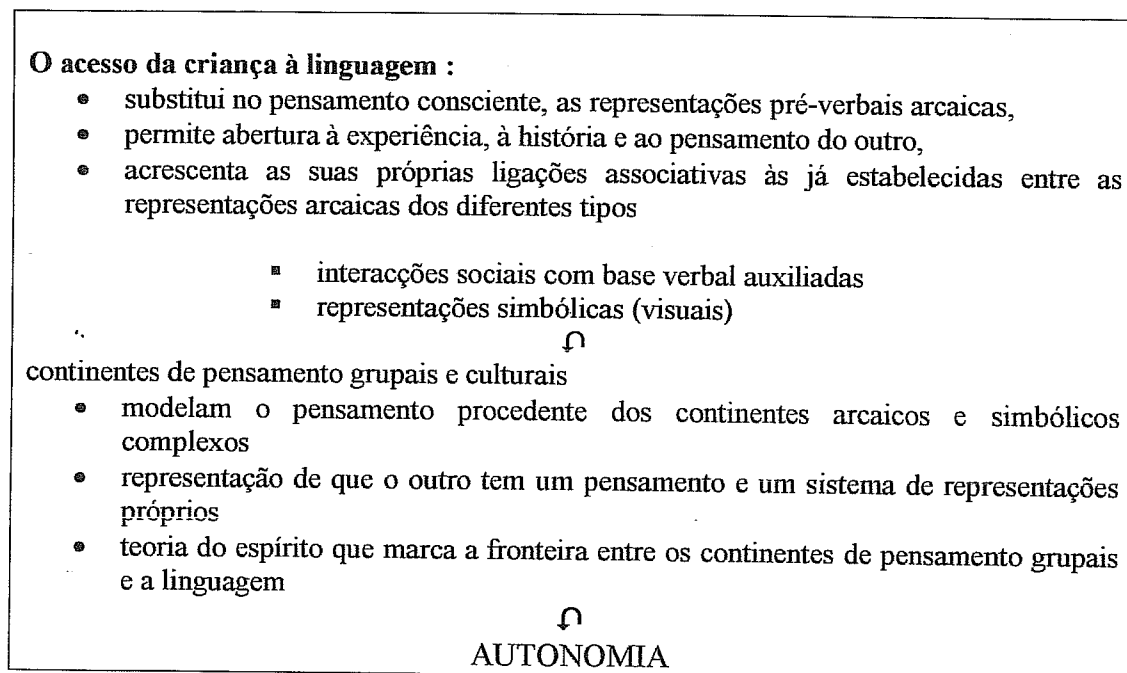 O acesso da criança à linguagem :
• substitui no pensamento consciente, as representações pré-verbais arcaicas,
• permite abertura à experiência, à história e ao pensamento do outro,
• acrescenta as suas próprias ligações associativas às já estabelecidas entre as
representações arcaicas dos diferentes tipos
▪ interacções sociais com base verbal auxiliadas
▪ representações simbólicas (visuais)
continentes de pensamento grupais e culturais
• modelam o pensamento procedente dos continentes arcaicos e simbólicos
complexos
• representação de que o outro tem um pensamento e um sistema de representações
próprios
• teoria do espírito que marca a fronteira entre os continentes de pensamento grupais
e a linguagem
AUTONOMIA